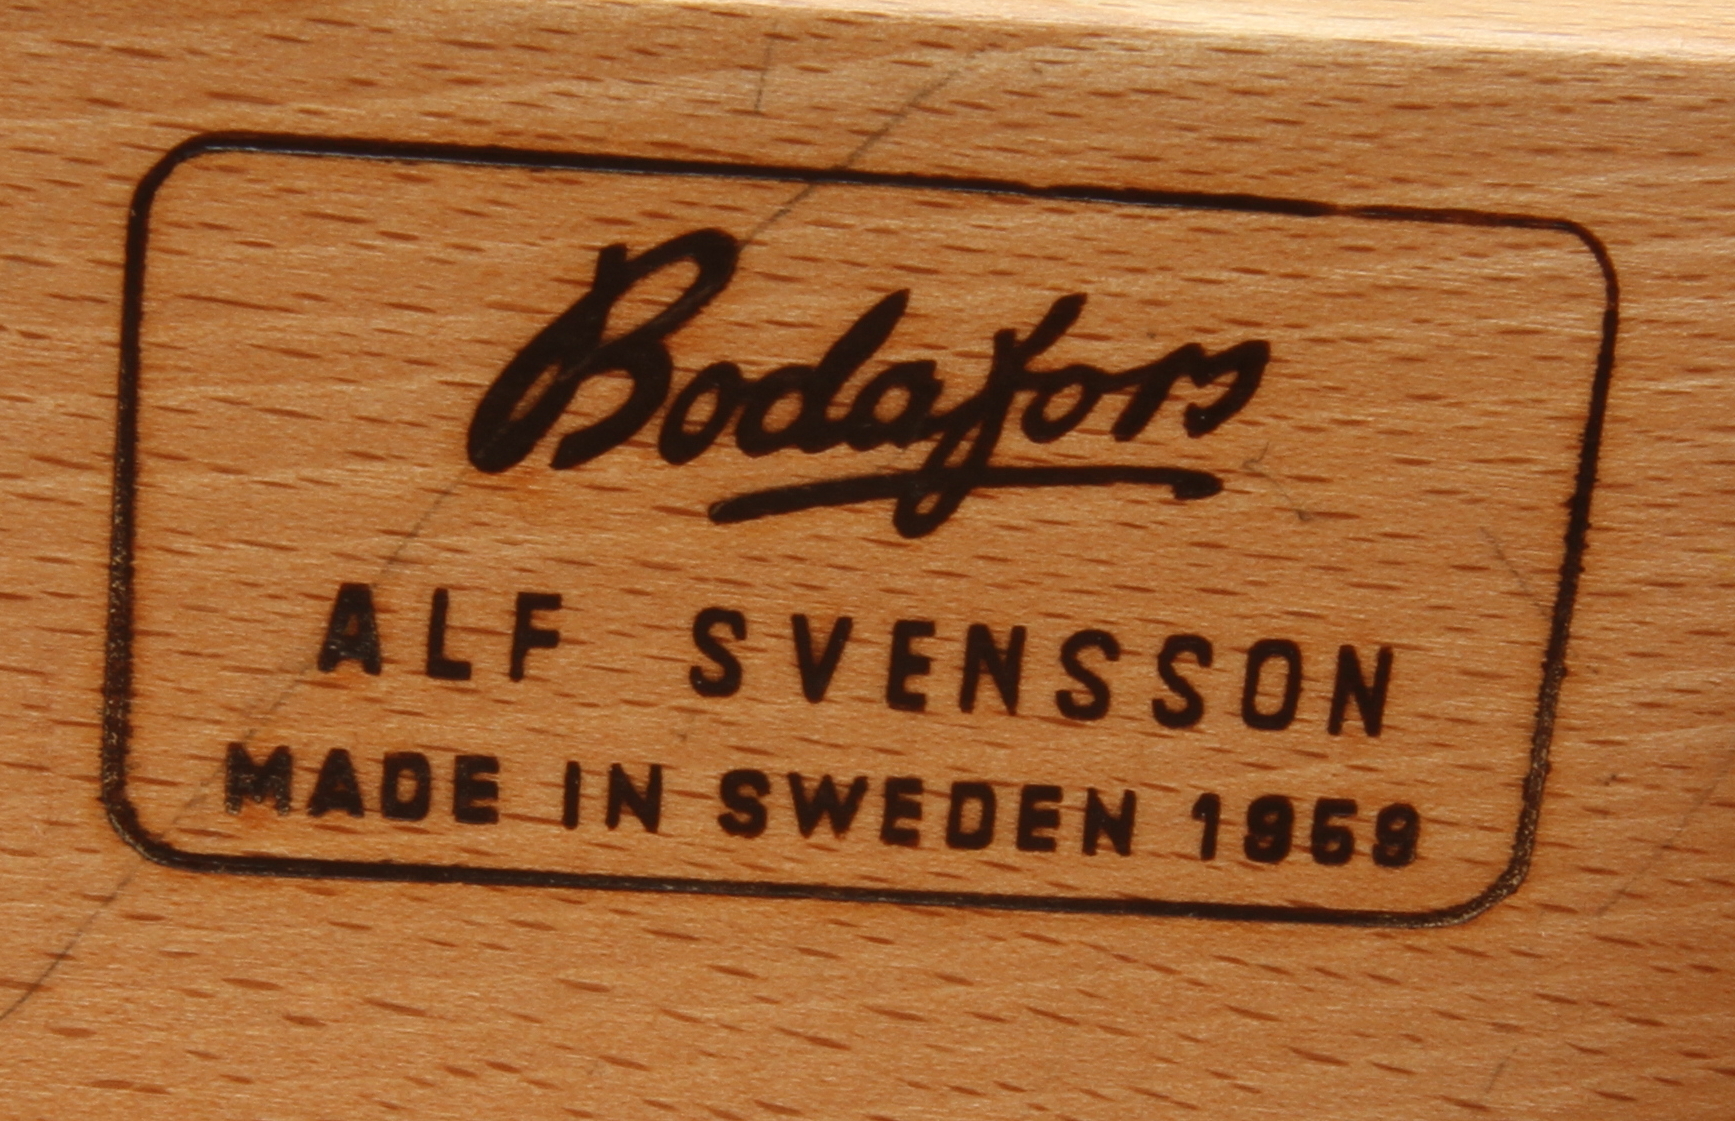 Bodafors
ALF SVENSSON
MADE IN SWEDEN 1959